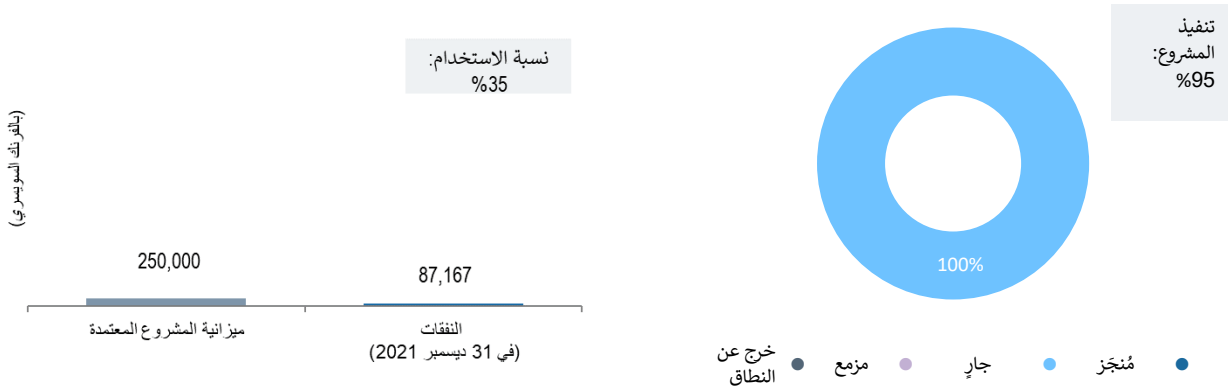 تنفيذ
المشروع:
%95
100%
مُنجَز
جارٍ
مزمع
خرج عن
النطاق
نسبة الاستخدام:
%35
(بالفرنك السويسري)
250,000
87,167
ميزانية المشروع المعتمدة
النفقات
(في 31 ديسمبر 2021)